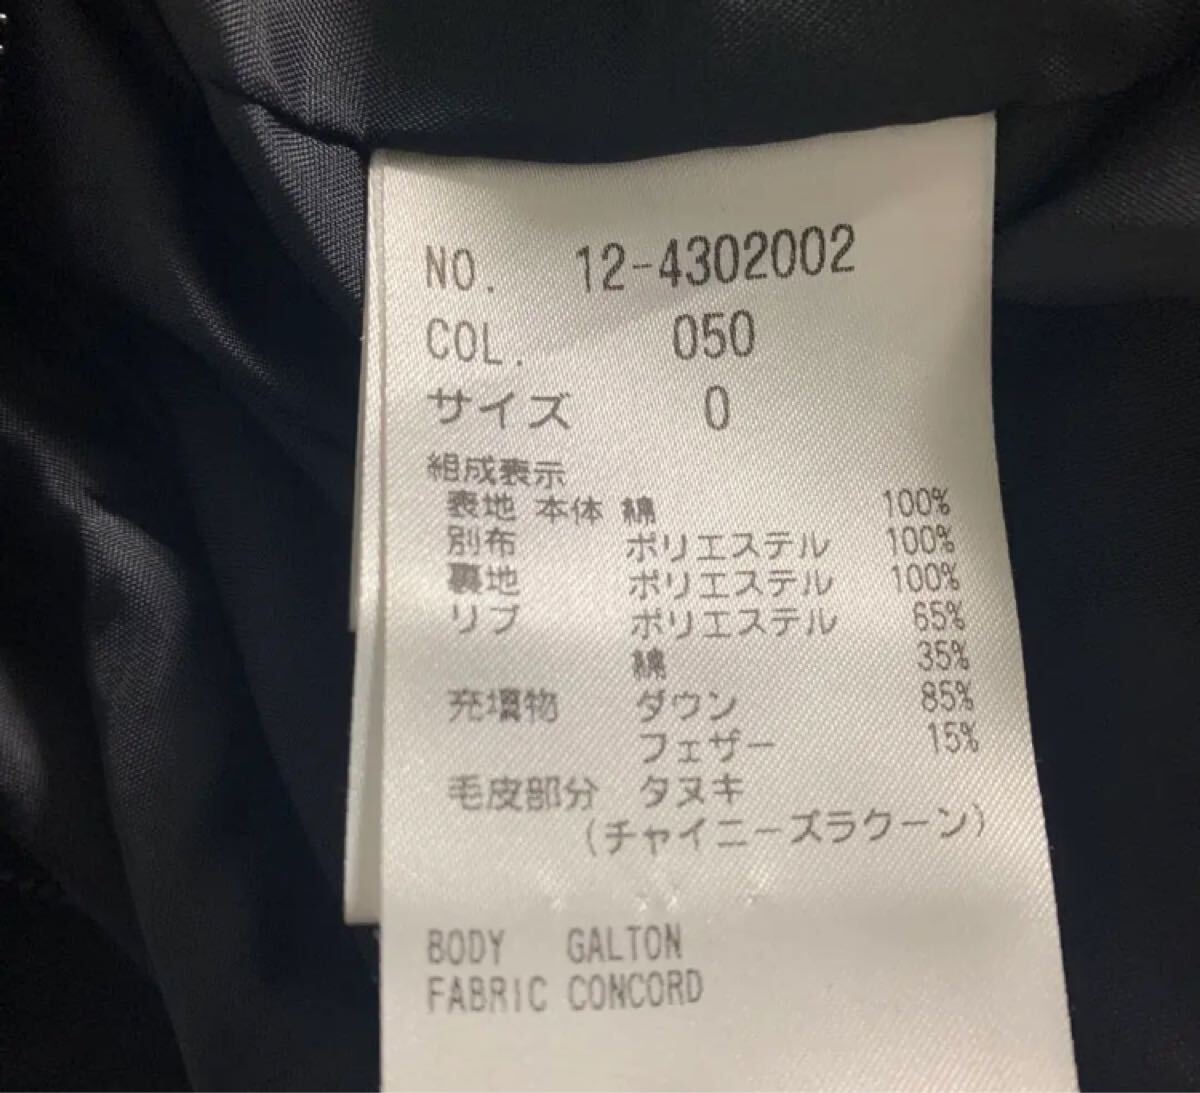 NO. 12-4302002
COL. 050
サイズ 0
組成表示
表地 本体 綿 100%
別布 ポリエステル 100%
裏地 ポリエステル 100%
リブ ポリエステル 65%
綿 35%
充填物 ダウン 85%
フェザー 15%
毛皮部分 タヌキ
(チャイニーズラクーン)
BODY GALTON
FABRIC CONCORD